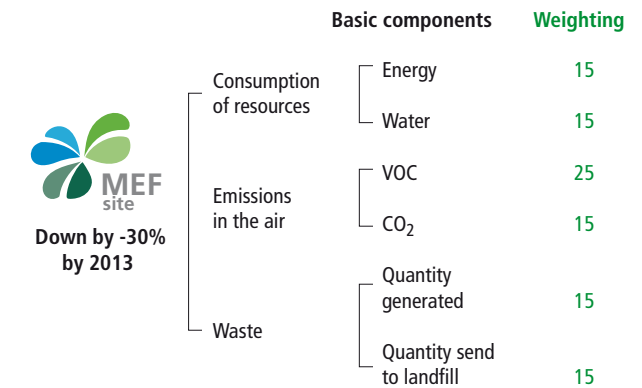 Basic components Weighting
Energy 15
Consumption
of resources
Water 15
MEF
site
VOC 25
Emissions
in the air
CO₂ 15
Down by -30%
by 2013
Quantity
generated 15
Waste
Quantity send
to landfill 15